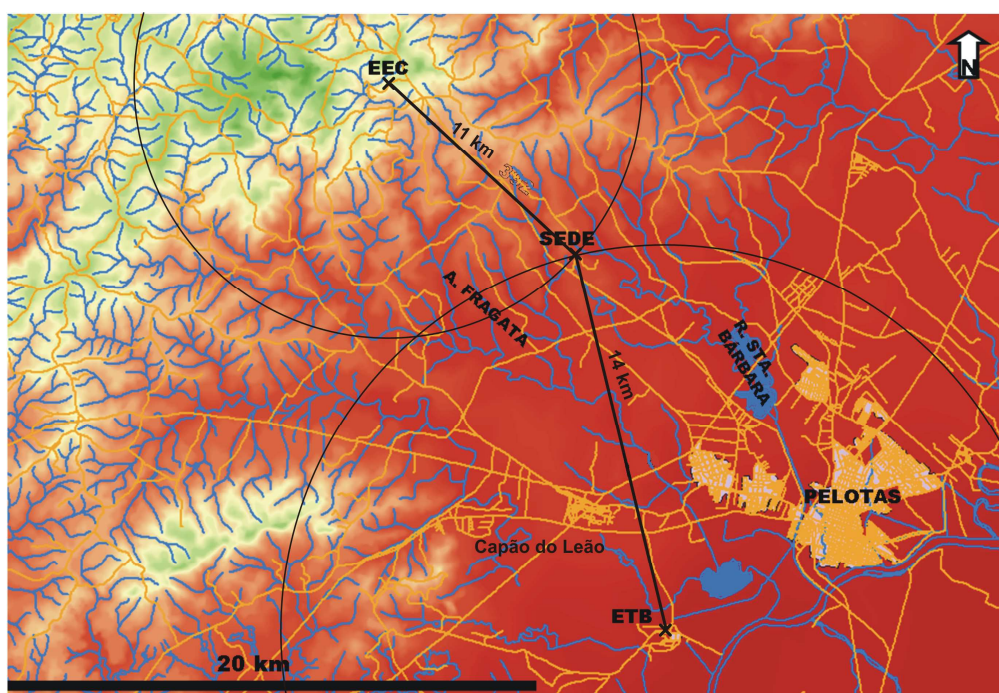 N
EEC
11 km
SEDE
A. FRAGATA
R. STA.
BÁRBARA
14 km
PELOTAS
Capão do Leão
ETB
20 km